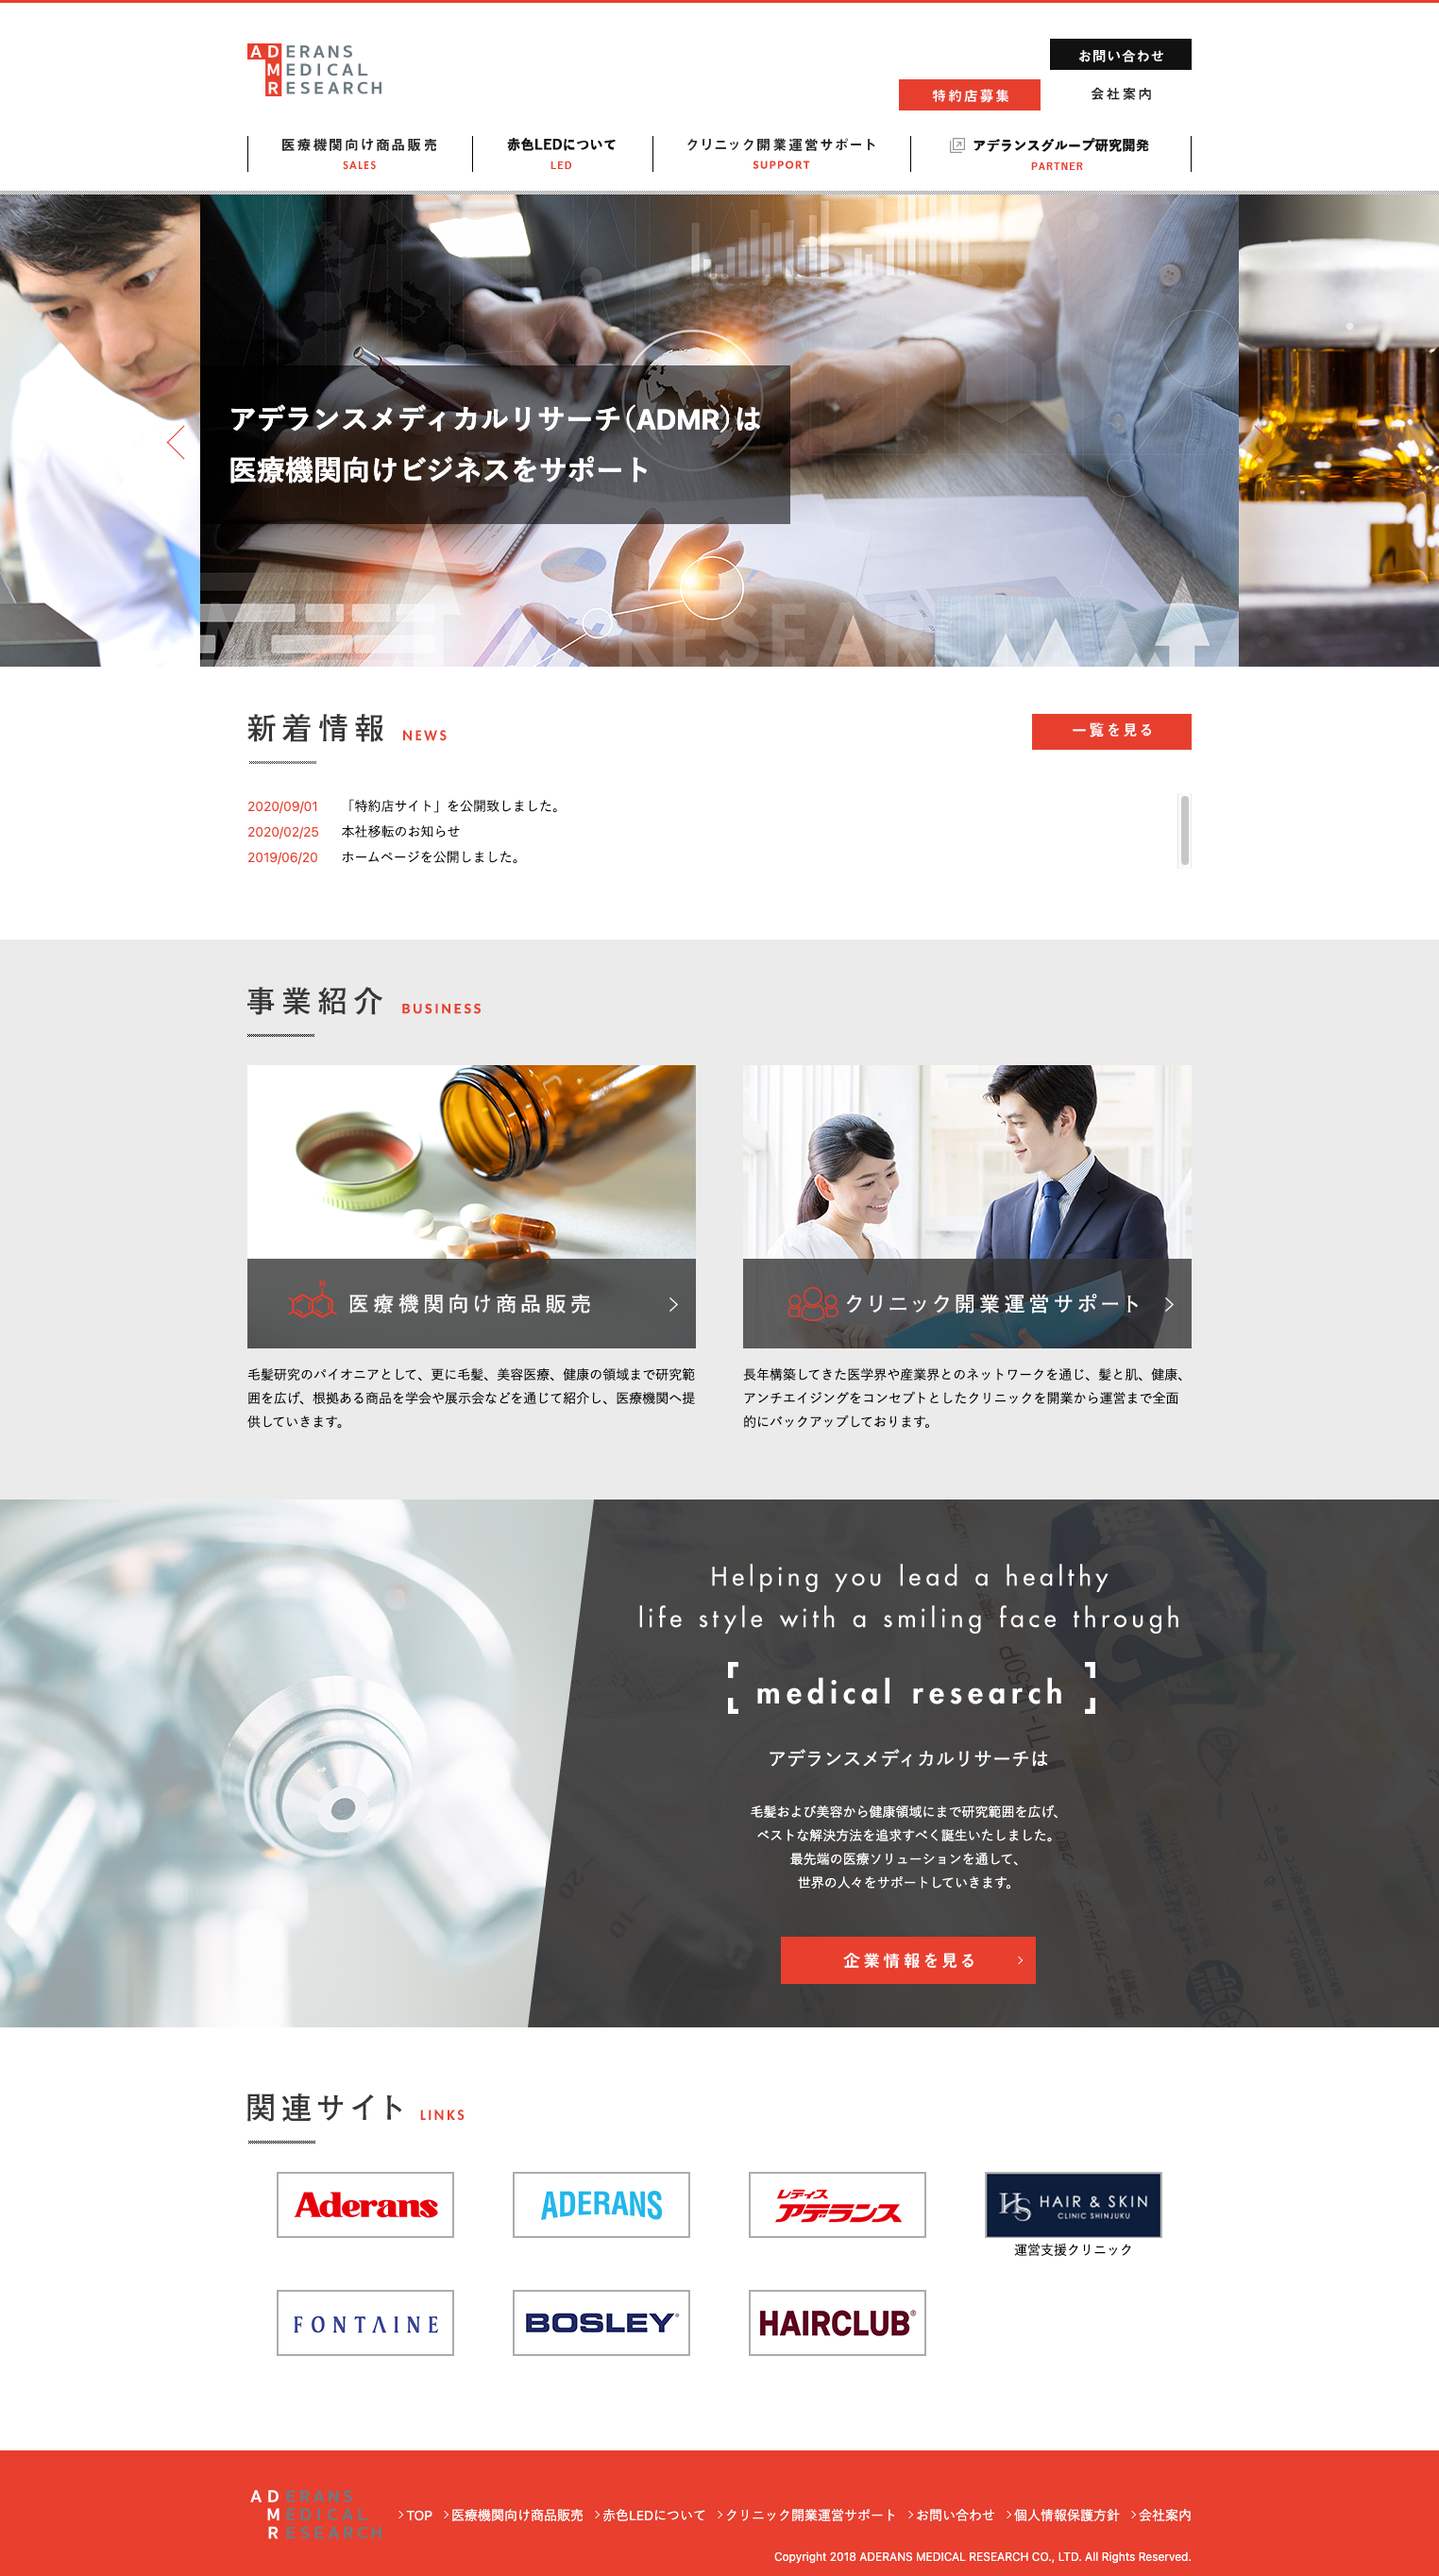 ADERANS
MEDICAL
RESEARCH
お問い合わせ
特約店募集
会社案内
医療機関向け商品販売
SALES
赤色LEDについて
LED
クリニック開業運営サポート
SUPPORT
アデランスグループ研究開発
PARTNER
アデランスメディカルリサーチ（ADMR）は
医療機関向けビジネスをサポート
新着情報 NEWS
一覧を見る
2020/09/01 「特約店サイト」を公開致しました。
2020/02/25 本社移転のお知らせ
2019/06/20 ホームページを公開しました。
事業紹介 BUSINESS
医療機関向け商品販売
毛髪研究のパイオニアとして、更に毛髪、美容医療、健康の領域まで研究範
囲を広げ、根拠ある商品を学会や展示会などを通じて紹介し、医療機関へ提
供していきます。
クリニック開業運営サポート
長年構築してきた医学界や産業界とのネットワークを通じ、髪と肌、健康、
アンチエイジングをコンセプトとしたクリニックを開業から運営まで全面
的にバックアップしております。
Helping you lead a healthy
life style with a smiling face through
medical research
アデランスメディカルリサーチは
毛髪および美容から健康領域にまで研究範囲を広げ、
ベストな解決方法を追求すべく誕生いたしました。
最先端の医療ソリューションを通して、
世界の人々をサポートしていきます。
企業情報を見る
関連サイト LINKS
Aderans
ADERANS
レディス
アデランス
HS HAIR & SKIN
CLINIC SHINJUKU
運営支援クリニック
FONTAINE
BOSLEY®
HAIRCLUB®
ADERANS
MEDICAL
RESEARCH
TOP 医療機関向け商品販売 赤色LEDについて クリニック開業運営サポート お問い合わせ 個人情報保護方針 会社案内
Copyright 2018 ADERANS MEDICAL RESEARCH CO., LTD. All Rights Reserved.